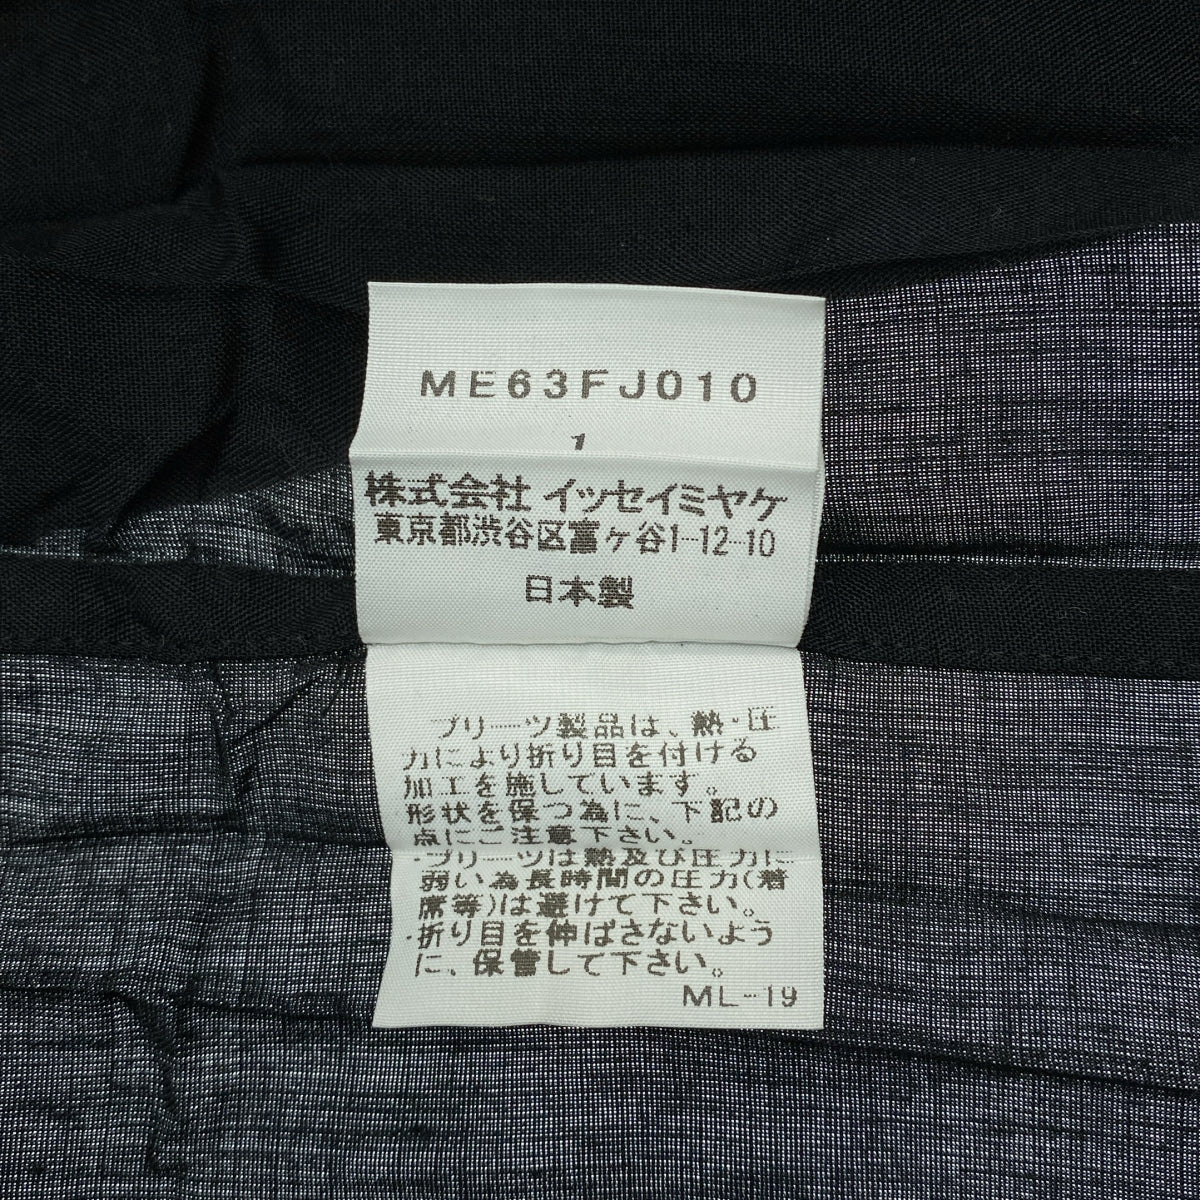 ME63FJ010
1
株式会社 イッセイミヤケ
東京都渋谷区富ヶ谷1-12-10
日本製
プリーツ製品は、熱・圧
力により折り目を付ける
加工を施しています。
形状を保つ為に、下記の
点にご注意下さい。
・プリーツは熱及び圧力に
弱い為長時間の圧力(着
席等)は避けて下さい。
・折り目を伸ばさないよう
に、保管して下さい。
ML-19